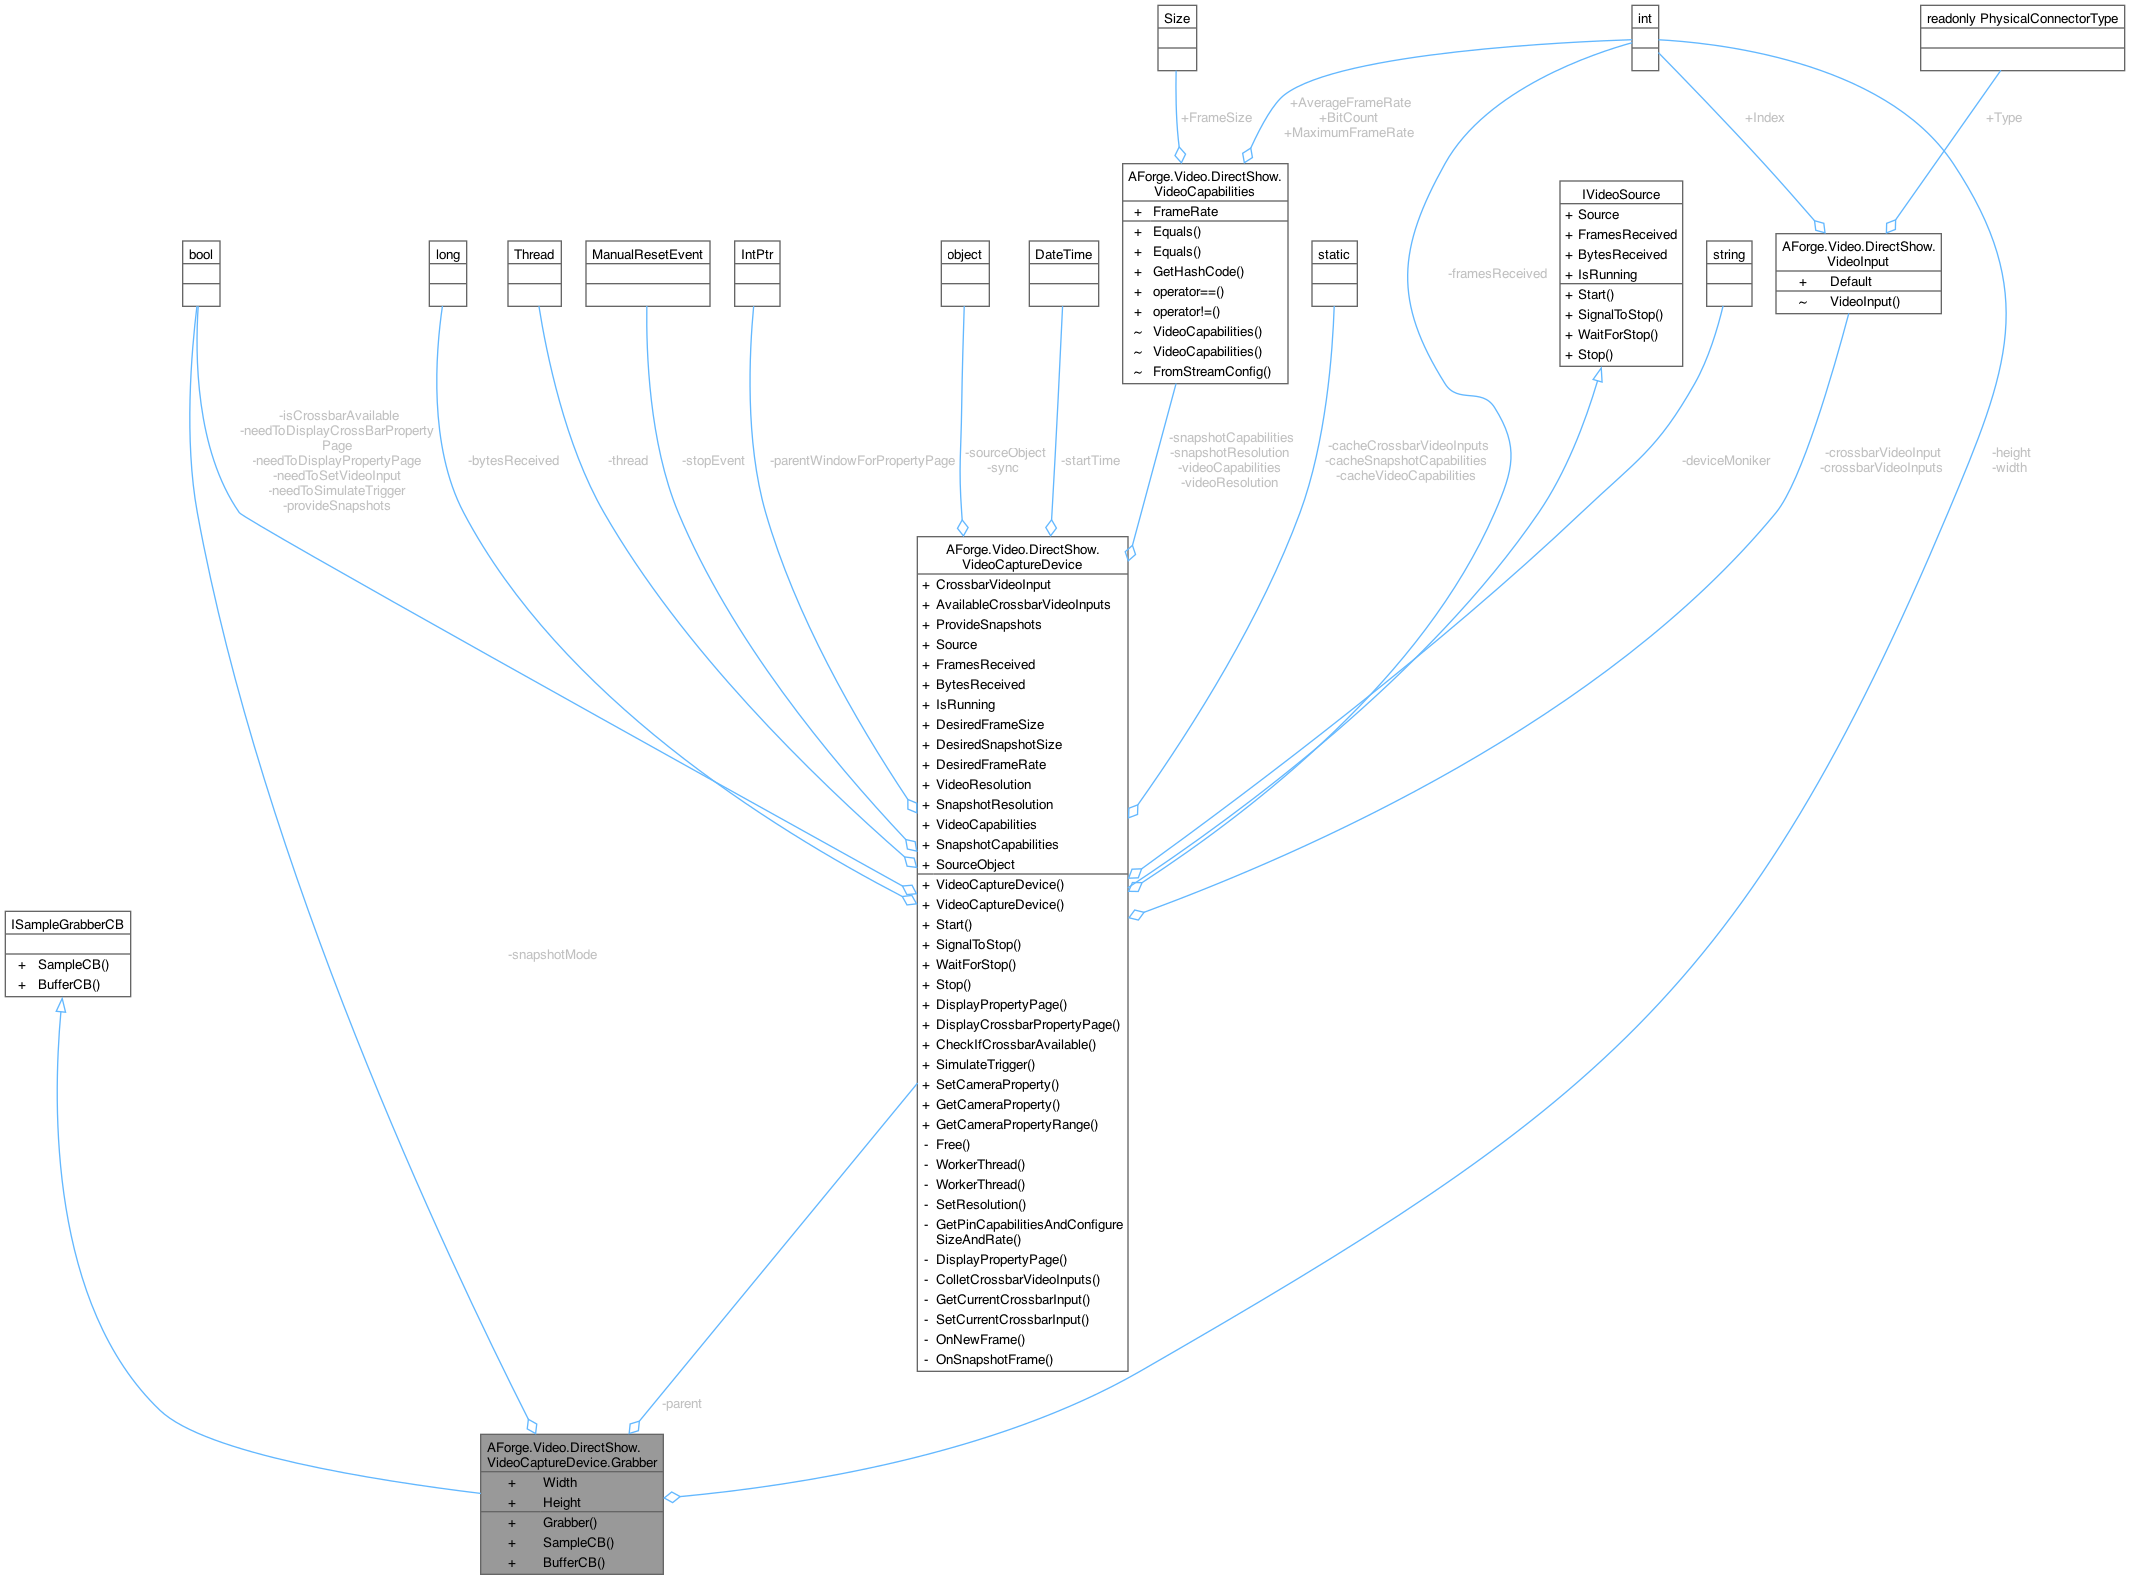 Size
int
readonly PhysicalConnectorType
+FrameSize
+AverageFrameRate
+BitCount
+MaximumFrameRate
+Index
+Type
AForge.Video.DirectShow.
VideoCapabilities
+ FrameRate
+ Equals()
+ Equals()
+ GetHashCode()
+ operator==()
+ operator!=()
~ VideoCapabilities()
~ VideoCapabilities()
~ FromStreamConfig()
IVideoSource
+ Source
+ FramesReceived
+ BytesReceived
+ IsRunning
+ Start()
+ SignalToStop()
+ WaitForStop()
+ Stop()
AForge.Video.DirectShow.
VideoInput
+ Default
~ VideoInput()
bool
long
Thread
ManualResetEvent
IntPtr
object
DateTime
static
string
-framesReceived
-isCrossbarAvailable
-needToDisplayCrossBarProperty
Page
-needToDisplayPropertyPage
-needToSetVideoInput
-needToSimulateTrigger
-provideSnapshots
-bytesReceived
-thread
-stopEvent
-parentWindowForPropertyPage
-sourceObject
-sync
-startTime
-snapshotCapabilities
-snapshotResolution
-videoCapabilities
-videoResolution
-cacheCrossbarVideoInputs
-cacheSnapshotCapabilities
-cacheVideoCapabilities
-deviceMoniker
-crossbarVideoInput
-crossbarVideoInputs
-height
-width
AForge.Video.DirectShow.
VideoCaptureDevice
+ CrossbarVideoInput
+ AvailableCrossbarVideoInputs
+ ProvideSnapshots
+ Source
+ FramesReceived
+ BytesReceived
+ IsRunning
+ DesiredFrameSize
+ DesiredSnapshotSize
+ DesiredFrameRate
+ VideoResolution
+ SnapshotResolution
+ VideoCapabilities
+ SnapshotCapabilities
+ SourceObject
+ VideoCaptureDevice()
+ VideoCaptureDevice()
+ Start()
+ SignalToStop()
+ WaitForStop()
+ Stop()
+ DisplayPropertyPage()
+ DisplayCrossbarPropertyPage()
+ CheckIfCrossbarAvailable()
+ SimulateTrigger()
+ SetCameraProperty()
+ GetCameraProperty()
+ GetCameraPropertyRange()
- Free()
- WorkerThread()
- WorkerThread()
- SetResolution()
- GetPinCapabilitiesAndConfigure
SizeAndRate()
- DisplayPropertyPage()
- ColletCrossbarVideoInputs()
- GetCurrentCrossbarInput()
- SetCurrentCrossbarInput()
- OnNewFrame()
- OnSnapshotFrame()
ISampleGrabberCB
+ SampleCB()
+ BufferCB()
-snapshotMode
-parent
AForge.Video.DirectShow.
VideoCaptureDevice.Grabber
+ Width
+ Height
+ Grabber()
+ SampleCB()
+ BufferCB()